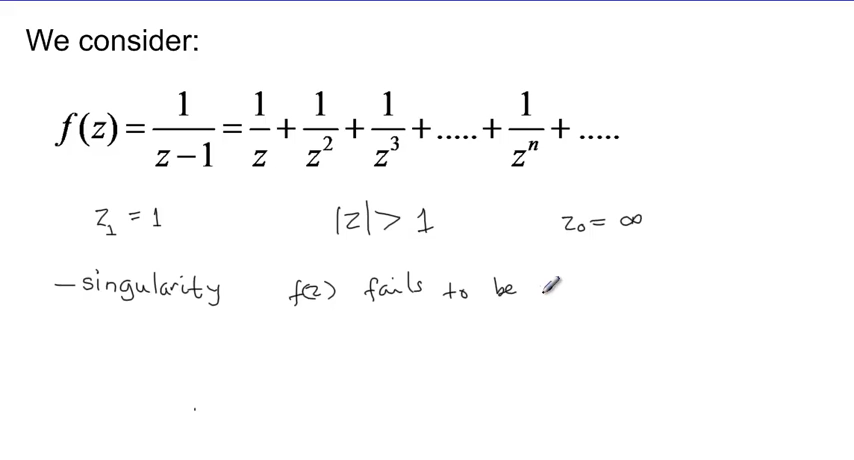 We consider:
f(z) = 1/(z−1) = 1/z + 1/z² + 1/z³ + ..... + 1/zⁿ + .....
z₁ = 1 |z| > 1 z₀ = ∞
– singularity f(z) fails to be